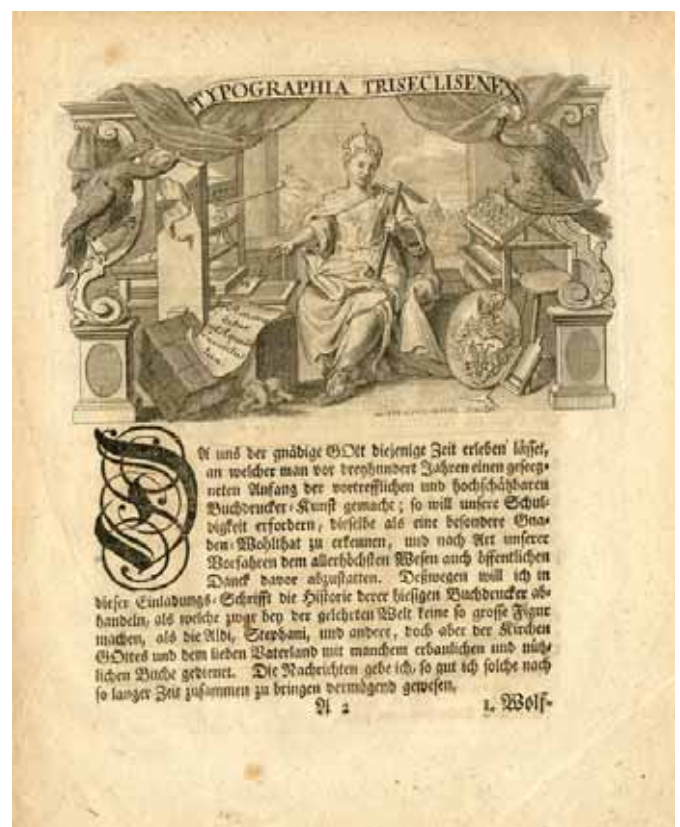 TYPOGRAPHIA TRISECLISENEX
DA uns der gnädige GOtt diejenige Zeit erleben lässet,
an welcher man vor dreyhundert Jahren einen geseeg-
neten Anfang der vortrefflichen und hochschätzbaren
Buchdrucker-Kunst gemacht; so will unsere Schul-
digkeit erfordern, dieselbe als eine besondere Gna-
den-Wohlthat zu erkennen, und nach Art unserer
Vorfahren dem allerhöchsten Wesen auch öffentlichen
Danck davor abzustatten. Deßwegen will ich in
dieser Einladungs-Schrifft die Historie derer hiesigen Buchdrucker ab-
handeln, als welche zwar bey der gelehrten Welt keine so grosse Figur
machen, als die Aldi, Stephani, und andere, doch aber der Kirchen
GOttes und dem lieben Vaterland mit manchem erbaulichen und nütz-
lichen Buche gedienet. Die Nachrichten gebe ich, so gut ich solche nach
so langer Zeit zusammen zu bringen vermögend gewesen.
A 2
1. Wolf-